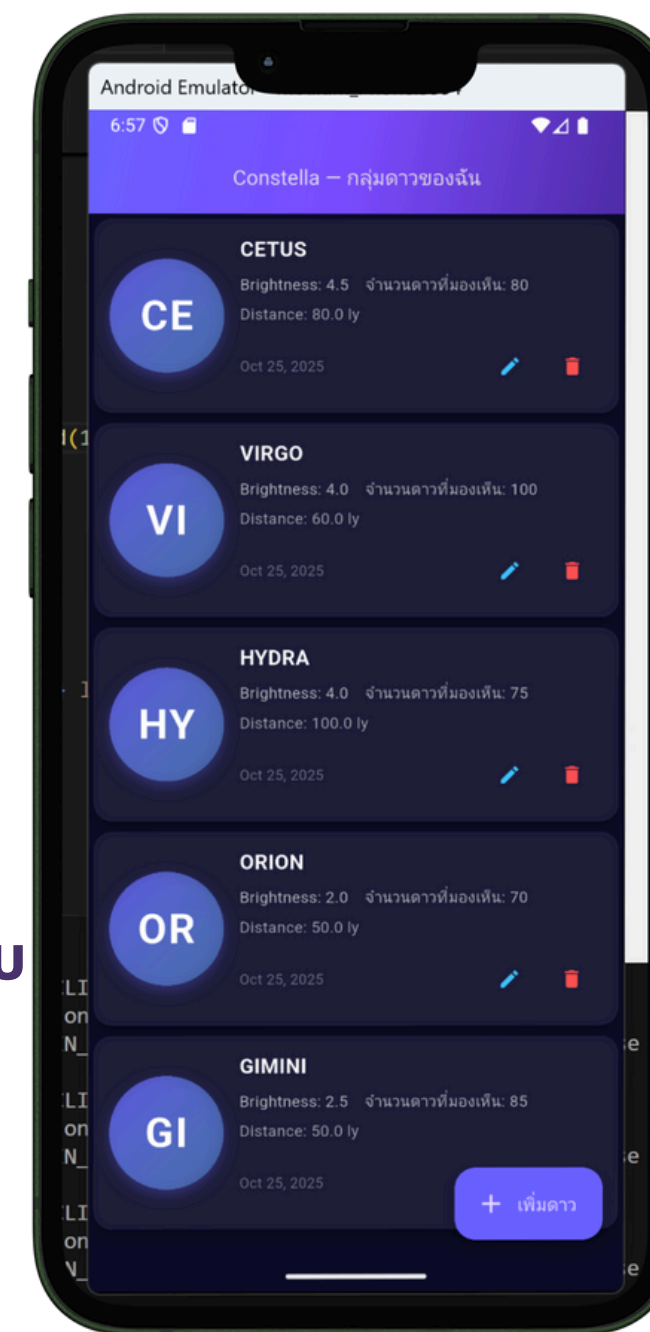 Android Emulator
6:57
Constella — กลุ่มดาวของฉัน
CE
CETUS
Brightness: 4.5 จำนวนดาวที่มองเห็น: 80
Distance: 80.0 ly
Oct 25, 2025
VI
VIRGO
Brightness: 4.0 จำนวนดาวที่มองเห็น: 100
Distance: 60.0 ly
Oct 25, 2025
HY
HYDRA
Brightness: 4.0 จำนวนดาวที่มองเห็น: 75
Distance: 100.0 ly
Oct 25, 2025
OR
ORION
Brightness: 2.0 จำนวนดาวที่มองเห็น: 70
Distance: 50.0 ly
Oct 25, 2025
GI
GIMINI
Brightness: 2.5 จำนวนดาวที่มองเห็น: 85
Distance: 50.0 ly
Oct 25, 2025
+ เพิ่มดาว